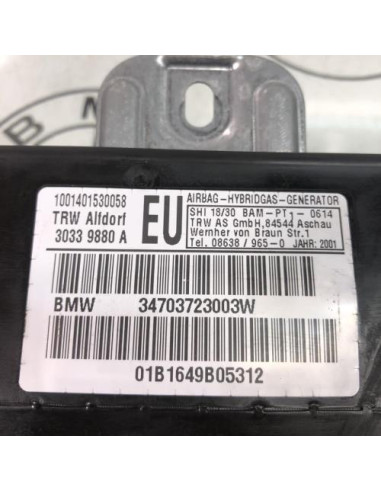 1001401530058
TRW Alfdorf
3033 9880 A
EU
AIRBAG-HYBRIDGAS-GENERATOR
SHI 18/30 BAM-PT1-0614
TRW AS GmbH,84544 Aschau
Wernher von Braun Str.1
Tel. 08638/965-0 JAHR: 2001
BMW 34703723003W
01B1649B05312